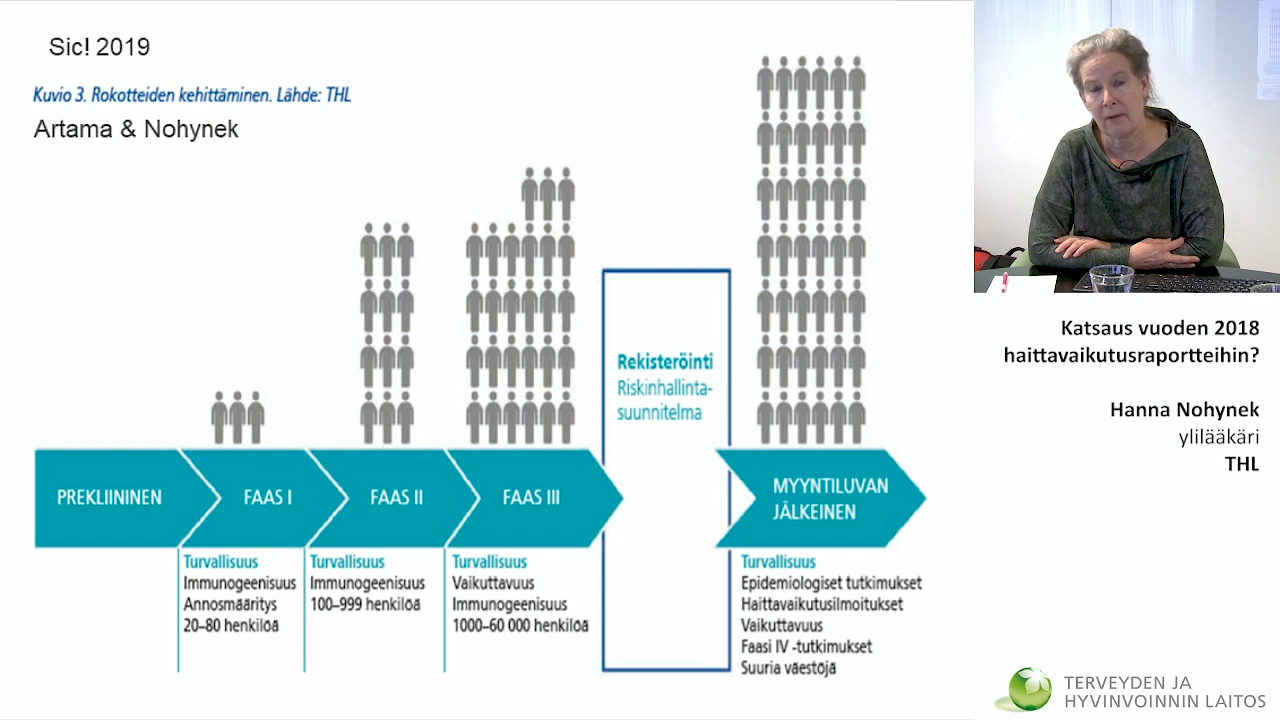 Sic! 2019
Kuvio 3. Rokotteiden kehittäminen. Lähde: THL
Artama & Nohynek
Rekisteröinti
Riskinhallinta-
suunnitelma
PREKLIININEN
FAAS I
FAAS II
FAAS III
MYYNTILUVAN
JÄLKEINEN
Turvallisuus
Immunogeenisuus
Annosmääritys
20–80 henkilöä
Turvallisuus
Immunogeenisuus
100–999 henkilöä
Turvallisuus
Vaikuttavuus
Immunogeenisuus
1000–60 000 henkilöä
Turvallisuus
Epidemiologiset tutkimukset
Haittavaikutusilmoitukset
Vaikuttavuus
Faasi IV -tutkimukset
Suuria väestöjä
Katsaus vuoden 2018
haittavaikutusraportteihin?
Hanna Nohynek
ylilääkäri
THL
TERVEYDEN JA
HYVINVOINNIN LAITOS